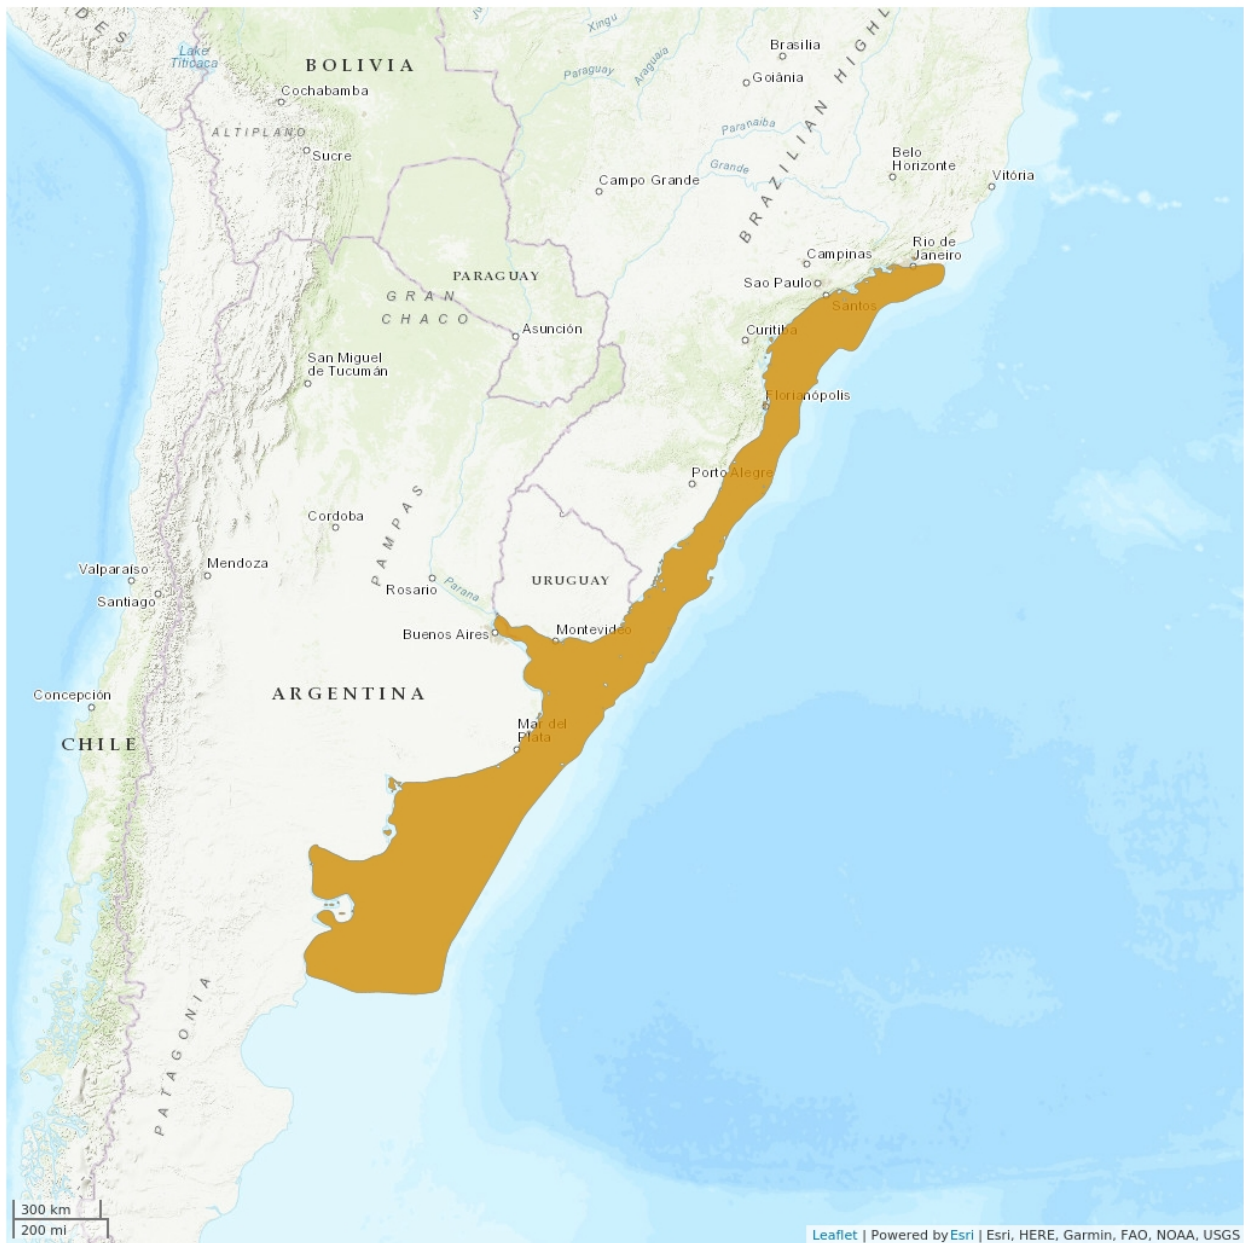 DES
Lake
Titicaca
BOLIVIA
Cochabamba
ALTIPLANO
Sucre
Xingu
Paraguay
Araguaia
Brasilia
Goiânia
BRAZILIAN HIGHL
Paranaiba
Grande
Belo
Horizonte
Vitória
Campo Grande
Campinas
Rio de
Janeiro
Sao Paulo
Santos
PARAGUAY
GRAN
CHACO
Asunción
Curitiba
San Miguel
de Tucumán
Florianópolis
Porto Alegre
Cordoba
PAMPAS
Valparaíso
Mendoza
Santiago
Rosario
Parana
URUGUAY
Buenos Aires
Montevideo
Concepción
ARGENTINA
Mar del
Plata
CHILE
PATAGONIA
300 km
200 mi
Leaflet | Powered by Esri | Esri, HERE, Garmin, FAO, NOAA, USGS